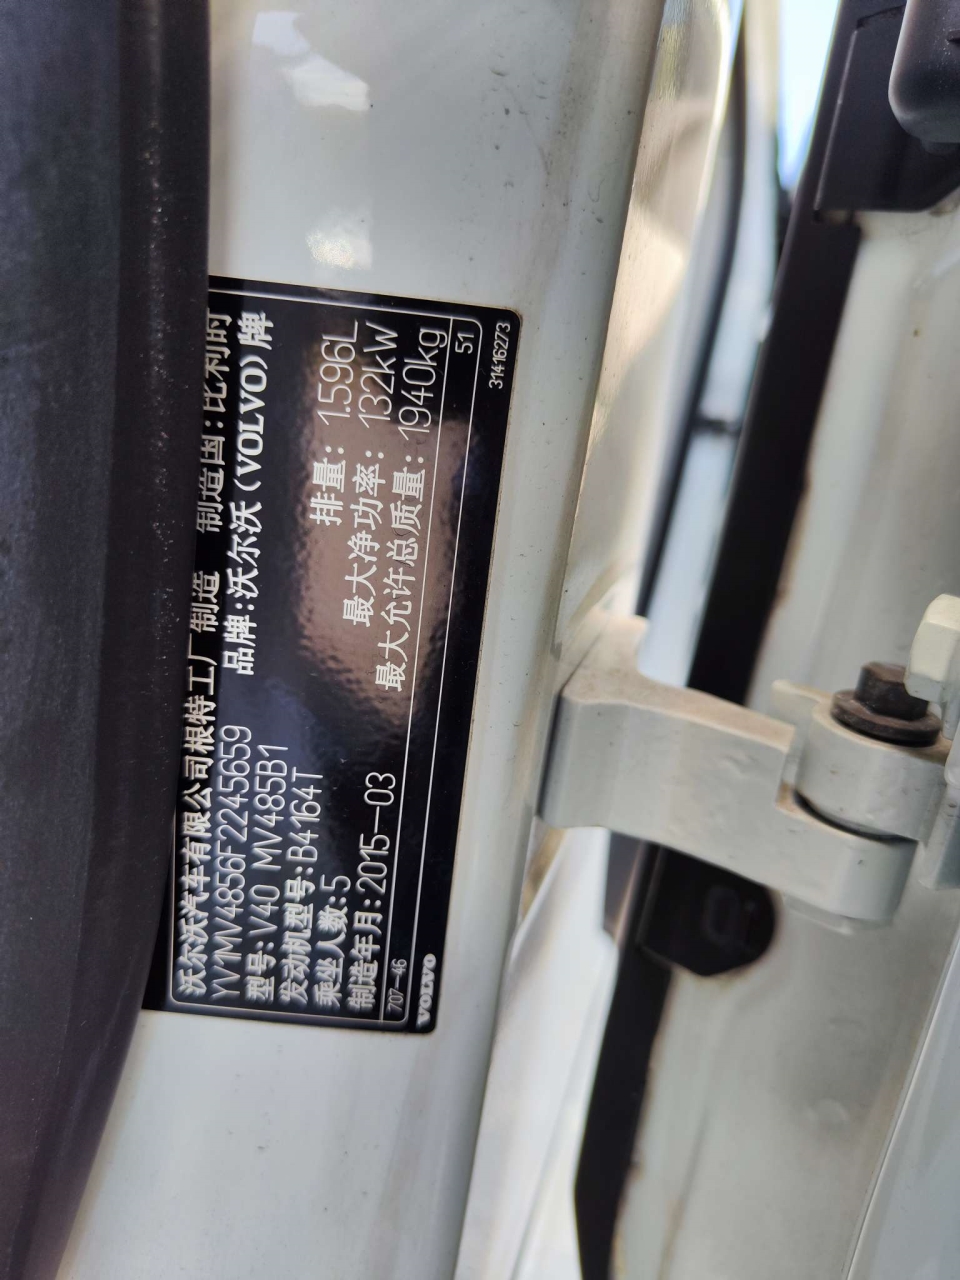 沃尔沃汽车有限公司根特工厂制造 制造国:比利时
YV1MV4856F2245659 品牌:沃尔沃(VOLVO)牌
型号:V40 MV485B1
发动机型号:B4164T 排量: 1.596L
乘坐人数:5 最大净功率: 132kW
制造年月:2015-03 最大允许总质量: 1940kg
707-46 51
VOLVO 31416273